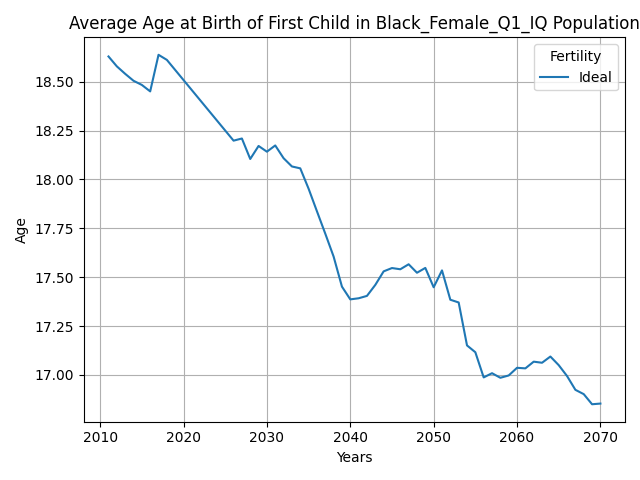 Average Age at Birth of First Child in Black_Female_Q1_IQ Population
Fertility
Ideal
Age
18.50
18.25
18.00
17.75
17.50
17.25
17.00
2010 2020 2030 2040 2050 2060 2070
Years